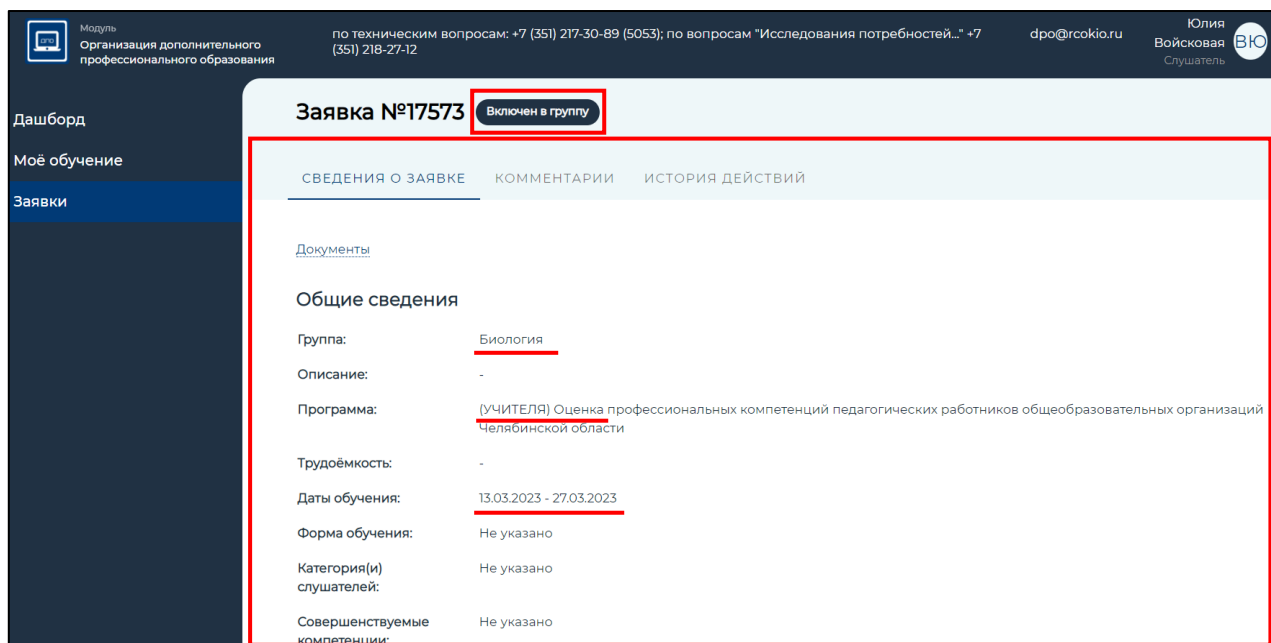 ДПО
Модуль
Организация дополнительного
профессионального образования
по техническим вопросам: +7 (351) 217-30-89 (5053); по вопросам "Исследования потребностей..." +7
(351) 218-27-12
dpo@rcokio.ru
Юлия
Войсковая
Слушатель
ВЮ
Дашборд
Моё обучение
Заявки
Заявка №17573
Включен в группу
СВЕДЕНИЯ О ЗАЯВКЕ КОММЕНТАРИИ ИСТОРИЯ ДЕЙСТВИЙ
Документы
Общие сведения
Группа: Биология
Описание: -
Программа: (УЧИТЕЛЯ) Оценка профессиональных компетенций педагогических работников общеобразовательных организаций
Челябинской области
Трудоёмкость: -
Даты обучения: 13.03.2023 - 27.03.2023
Форма обучения: Не указано
Категория(и) Не указано
слушателей:
Совершенствуемые Не указано
компетенции: